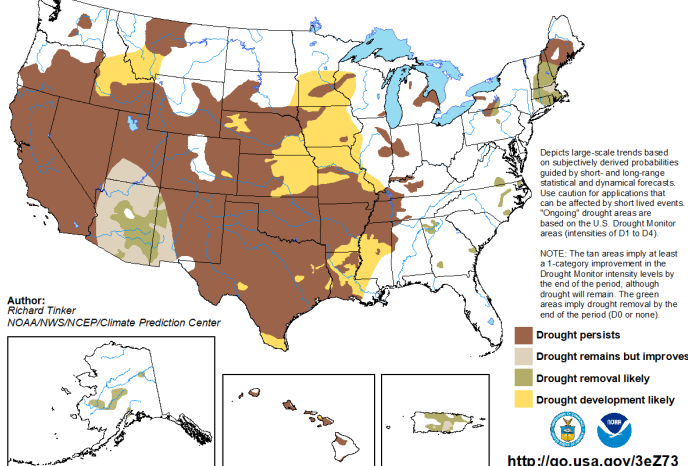 Depicts large-scale trends based
on subjectively derived probabilities
guided by short- and long-range
statistical and dynamical forecasts.
Use caution for applications that
can be affected by short lived events.
"Ongoing" drought areas are
based on the U.S. Drought Monitor
areas (intensities of D1 to D4).
NOTE: The tan areas imply at least
a 1-category improvement in the
Drought Monitor intensity levels by
the end of the period, although
drought will remain. The green
areas imply drought removal by the
end of the period (D0 or none).
Author:
Richard Tinker
NOAA/NWS/NCEP/Climate Prediction Center
Drought persists
Drought remains but improves
Drought removal likely
Drought development likely
NOAA
http://go.usa.gov/3eZ73